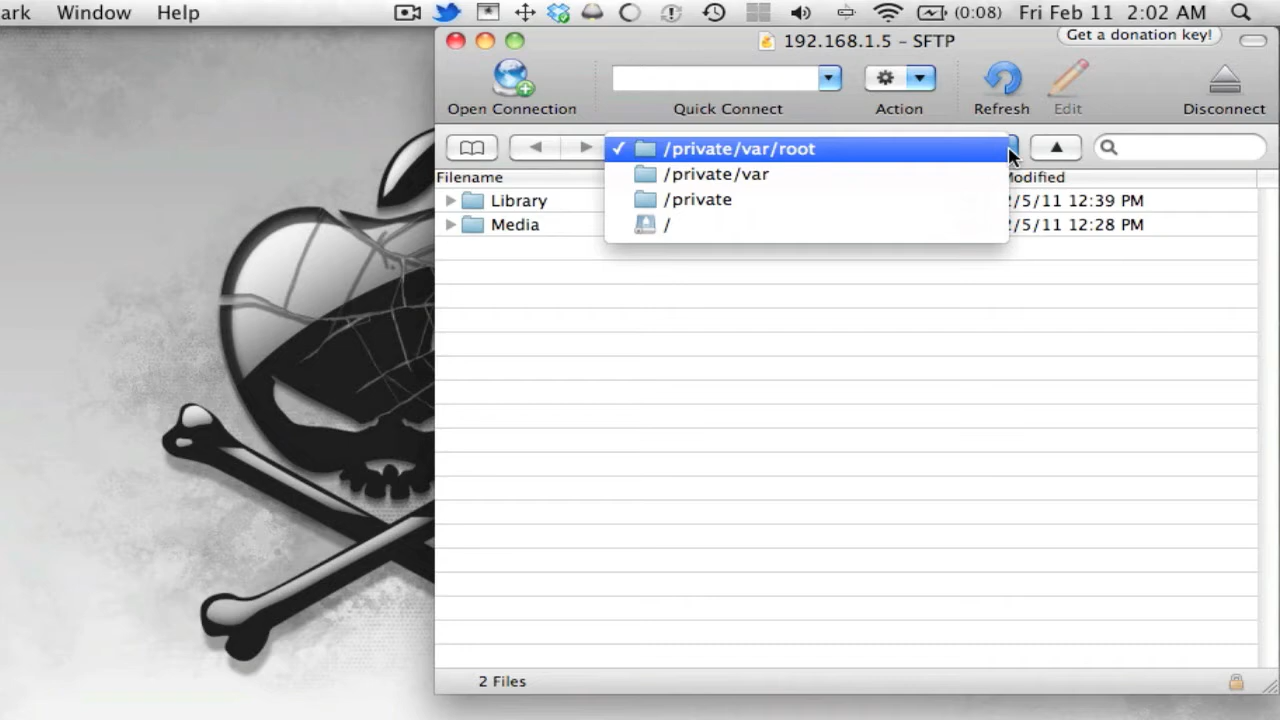 ark Window Help (0:08) Fri Feb 11 2:02 AM
192.168.1.5 – SFTP
Get a donation key!
Open Connection
Quick Connect
Action
Refresh
Edit
Disconnect
✓ /private/var/root
/private/var
/private
/
Filename
Modified
Library
2/5/11 12:39 PM
Media
2/5/11 12:28 PM
2 Files